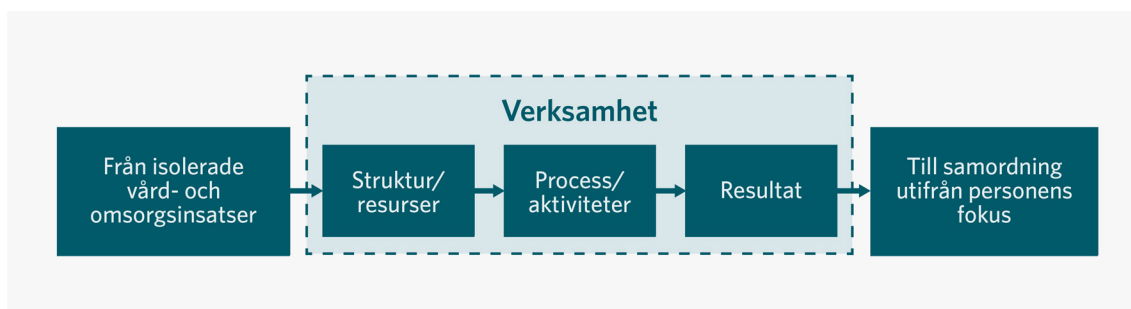 Verksamhet
Från isolerade
vård- och
omsorgsinsatser
Struktur/
resurser
Process/
aktiviteter
Resultat
Till samordning
utifrån personens
fokus